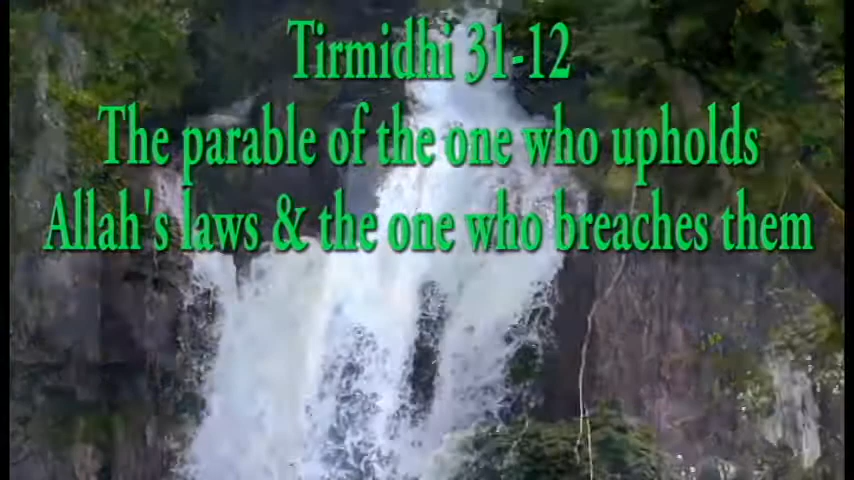 Tirmidhi 31-12
The parable of the one who upholds
Allah's laws & the one who breaches them